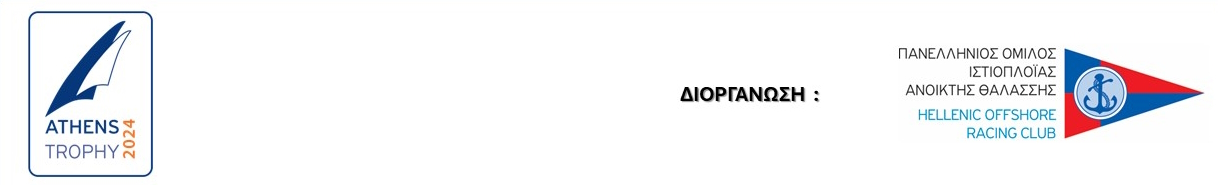 ATHENS
TROPHY 2024
ΔΙΟΡΓΑΝΩΣΗ :
ΠΑΝΕΛΛΗΝΙΟΣ ΟΜΙΛΟΣ
ΙΣΤΙΟΠΛΟΪΑΣ
ΑΝΟΙΚΤΗΣ ΘΑΛΑΣΣΗΣ
HELLENIC OFFSHORE
RACING CLUB